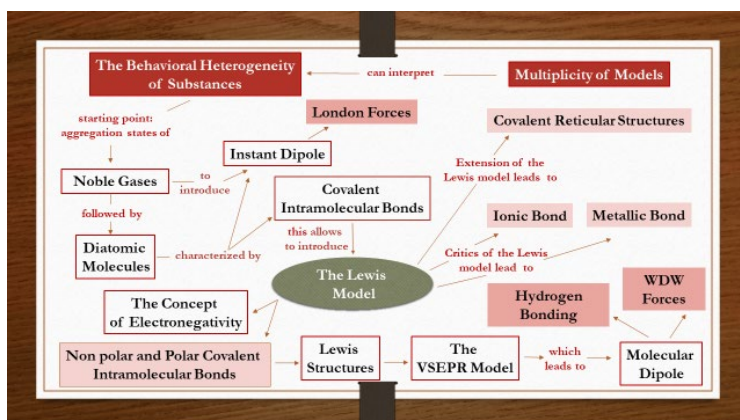 The Behavioral Heterogeneity
of Substances
can interpret
Multiplicity of Models
starting point:
aggregation states of
London Forces
Covalent Reticular Structures
Instant Dipole
Extension of the
Lewis model leads to
Noble Gases
to
introduce
Covalent
Intramolecular Bonds
followed by
Ionic Bond
Metallic Bond
this allows
to introduce
Diatomic
Molecules
characterized by
Critics of the Lewis
model lead to
The Lewis
Model
WDW
Forces
Hydrogen
Bonding
The Concept
of Electronegativity
Non polar and Polar Covalent
Intramolecular Bonds
Lewis
Structures
The
VSEPR Model
which
leads to
Molecular
Dipole